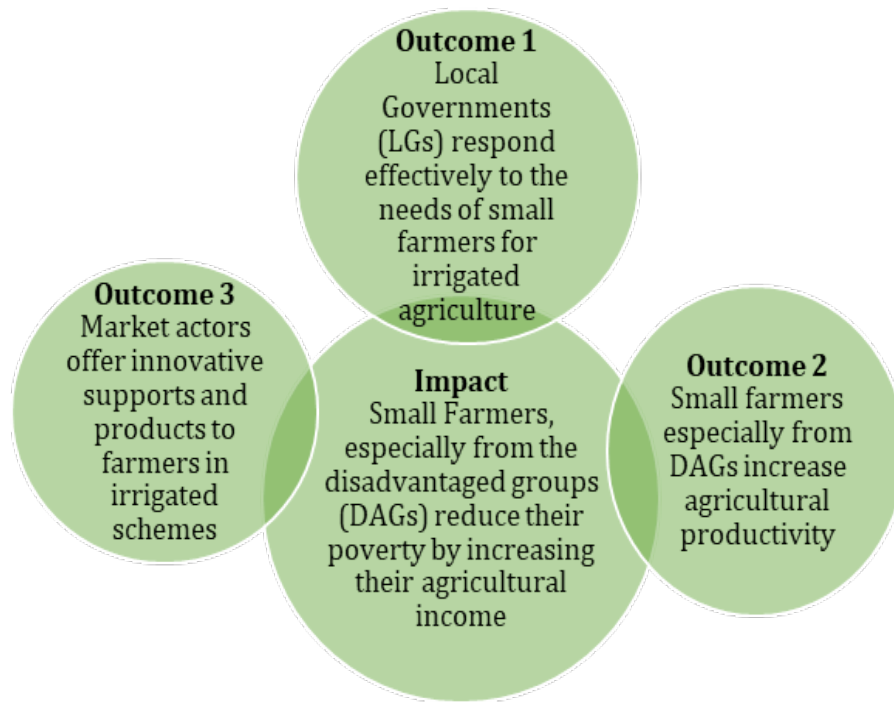 Outcome 1
Local
Governments
(LGs) respond
effectively to the
needs of small
farmers for
irrigated
agriculture
Outcome 3
Market actors
offer innovative
supports and
products to
farmers in
irrigated
schemes
Impact
Small Farmers,
especially from the
disadvantaged groups
(DAGs) reduce their
poverty by increasing
their agricultural
income
Outcome 2
Small farmers
especially from
DAGs increase
agricultural
productivity